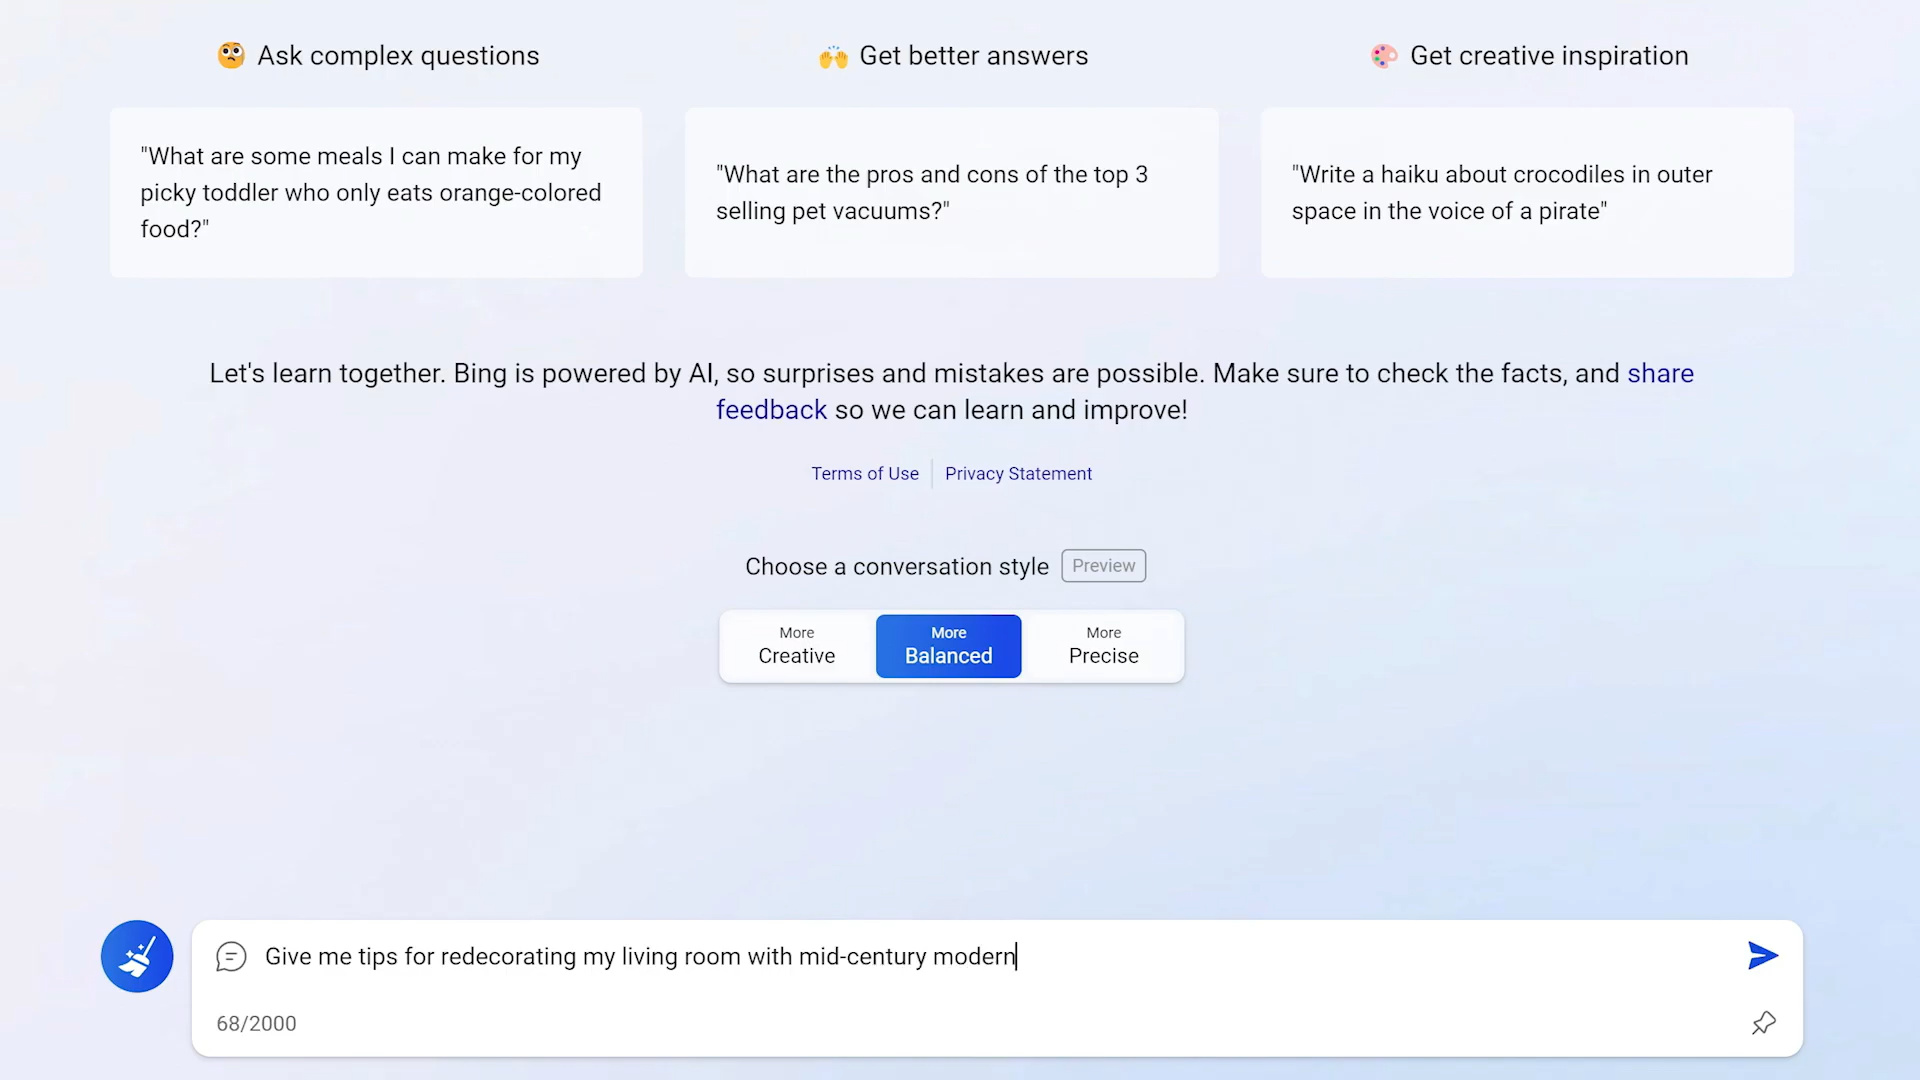 Ask complex questions
"What are some meals I can make for my
picky toddler who only eats orange-colored
food?"
Get better answers
"What are the pros and cons of the top 3
selling pet vacuums?"
Get creative inspiration
"Write a haiku about crocodiles in outer
space in the voice of a pirate"
Let's learn together. Bing is powered by AI, so surprises and mistakes are possible. Make sure to check the facts, and share
feedback so we can learn and improve!
Terms of Use
Privacy Statement
Choose a conversation style
Preview
More
Creative
More
Balanced
More
Precise
Give me tips for redecorating my living room with mid-century modern
68/2000